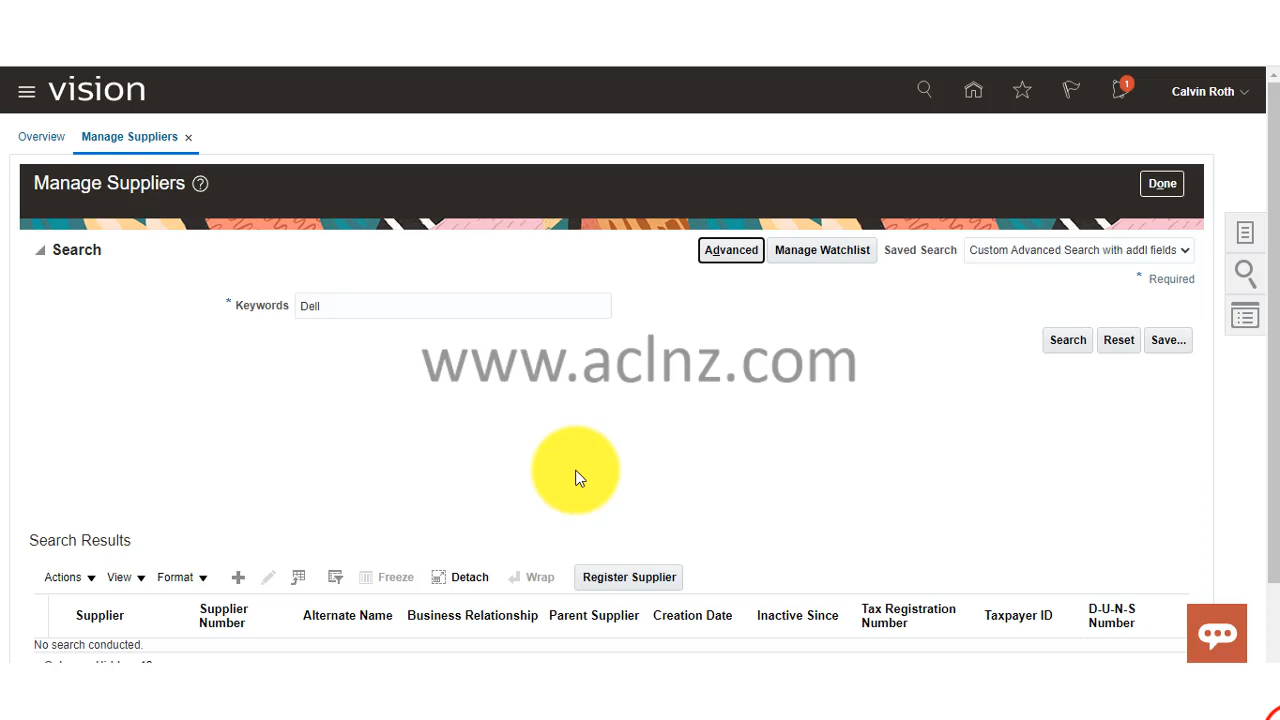 vision
1
Calvin Roth
Overview
Manage Suppliers
Manage Suppliers
Done
Search
Advanced
Manage Watchlist
Saved Search
Custom Advanced Search with addl fields
* Required
* Keywords
Dell
Search
Reset
Save...
www.aclnz.com
Search Results
Actions
View
Format
Freeze
Detach
Wrap
Register Supplier
Supplier
Supplier
Number
Alternate Name
Business Relationship
Parent Supplier
Creation Date
Inactive Since
Tax Registration
Number
Taxpayer ID
D-U-N-S
Number
No search conducted.